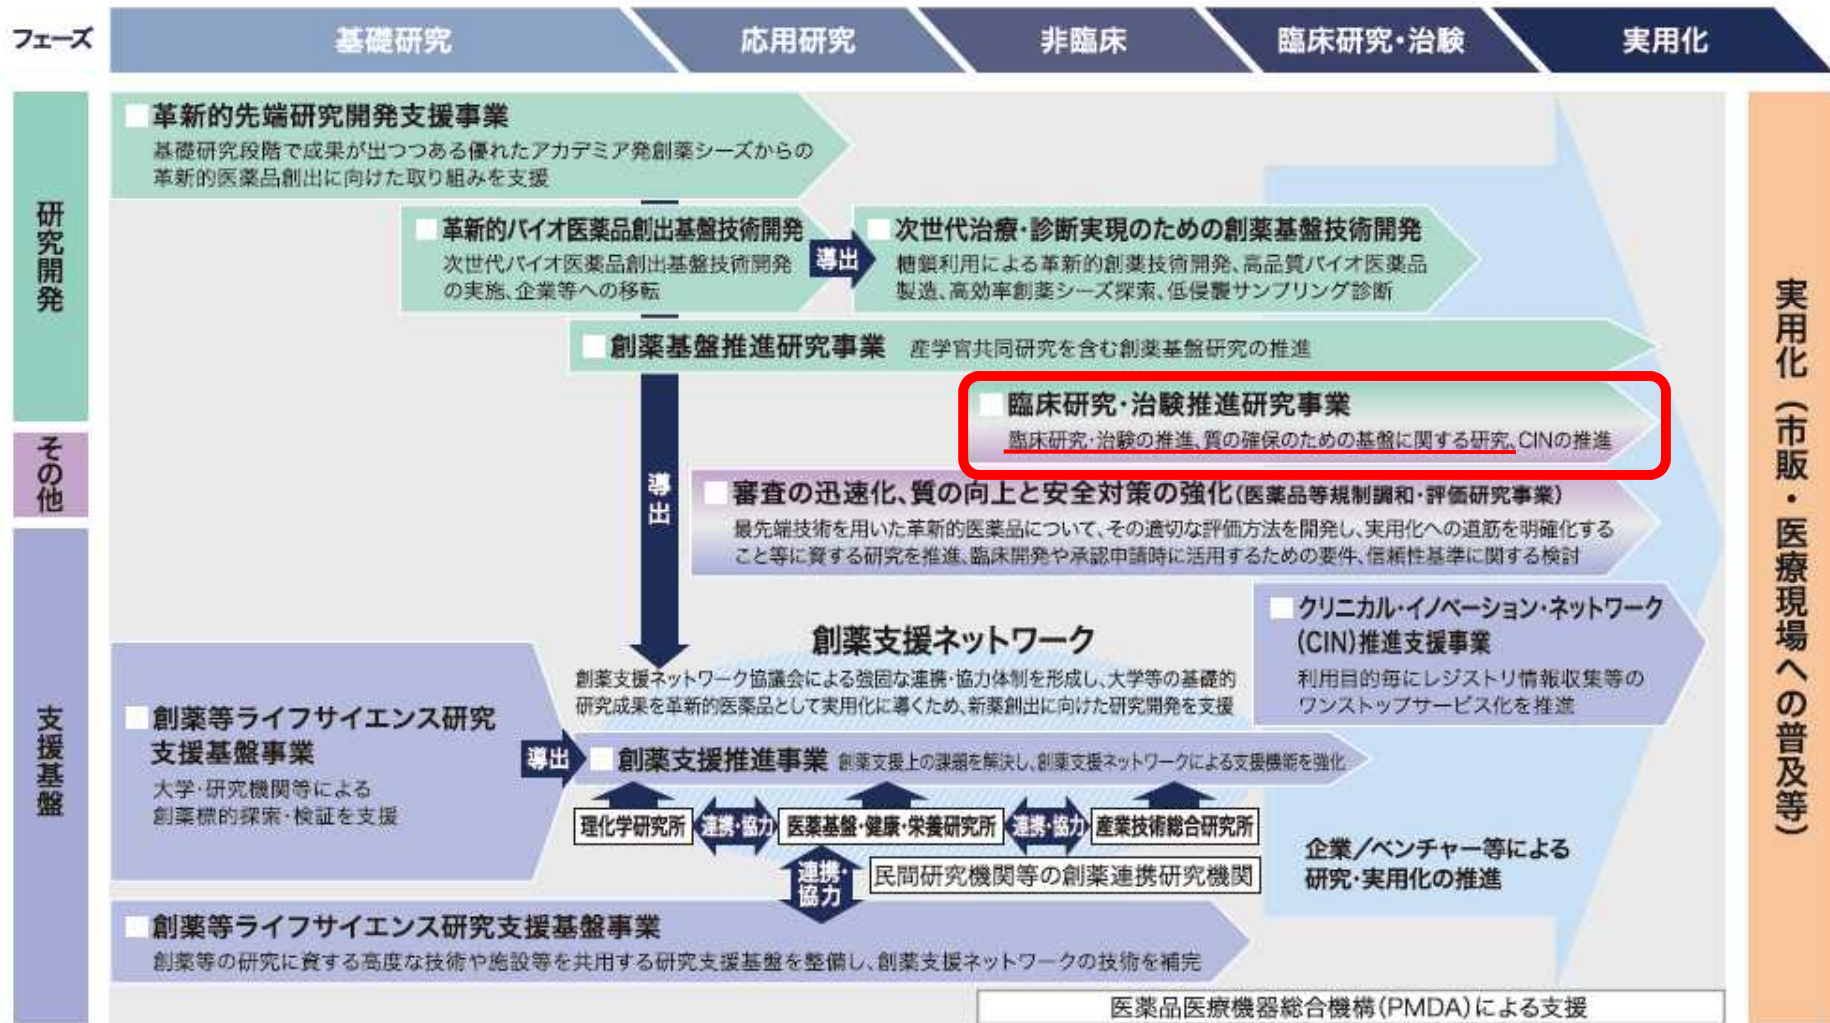 フェーズ
基礎研究
応用研究
非臨床
臨床研究・治験
実用化
研究開発
その他
支援基盤
革新的先端研究開発支援事業
基礎研究段階で成果が出つつある優れたアカデミア発創薬シーズからの
革新的医薬品創出に向けた取り組みを支援
革新的バイオ医薬品創出基盤技術開発
次世代バイオ医薬品創出基盤技術開発
の実施、企業等への移転
導出
次世代治療・診断実現のための創薬基盤技術開発
糖鎖利用による革新的創薬技術開発、高品質バイオ医薬品
製造、高効率創薬シーズ探索、低侵襲サンプリング診断
創薬基盤推進研究事業 産学官共同研究を含む創薬基盤研究の推進
臨床研究・治験推進研究事業
臨床研究・治験の推進、質の確保のための基盤に関する研究、CINの推進
導出
審査の迅速化、質の向上と安全対策の強化(医薬品等規制調和・評価研究事業)
最先端技術を用いた革新的医薬品について、その適切な評価方法を開発し、実用化への道筋を明確化する
こと等に資する研究を推進、臨床開発や承認申請時に活用するための要件、信頼性基準に関する検討
クリニカル・イノベーション・ネットワーク
(CIN)推進支援事業
利用目的毎にレジストリ情報収集等の
ワンストップサービス化を推進
創薬支援ネットワーク
創薬支援ネットワーク協議会による強固な連携・協力体制を形成し、大学等の基礎的
研究成果を革新的医薬品として実用化に導くため、新薬創出に向けた研究開発を支援
創薬等ライフサイエンス研究
支援基盤事業
大学・研究機関等による
創薬標的探索・検証を支援
導出
創薬支援推進事業 創薬支援上の課題を解決し、創薬支援ネットワークによる支援機能を強化
理化学研究所
連携・協力
医薬基盤・健康・栄養研究所
連携・協力
産業技術総合研究所
連携・
協力
民間研究機関等の創薬連携研究機関
企業/ベンチャー等による
研究・実用化の推進
創薬等ライフサイエンス研究支援基盤事業
創薬等の研究に資する高度な技術や施設等を共用する研究支援基盤を整備し、創薬支援ネットワークの技術を補完
医薬品医療機器総合機構(PMDA)による支援
実用化(市販・医療現場への普及等)